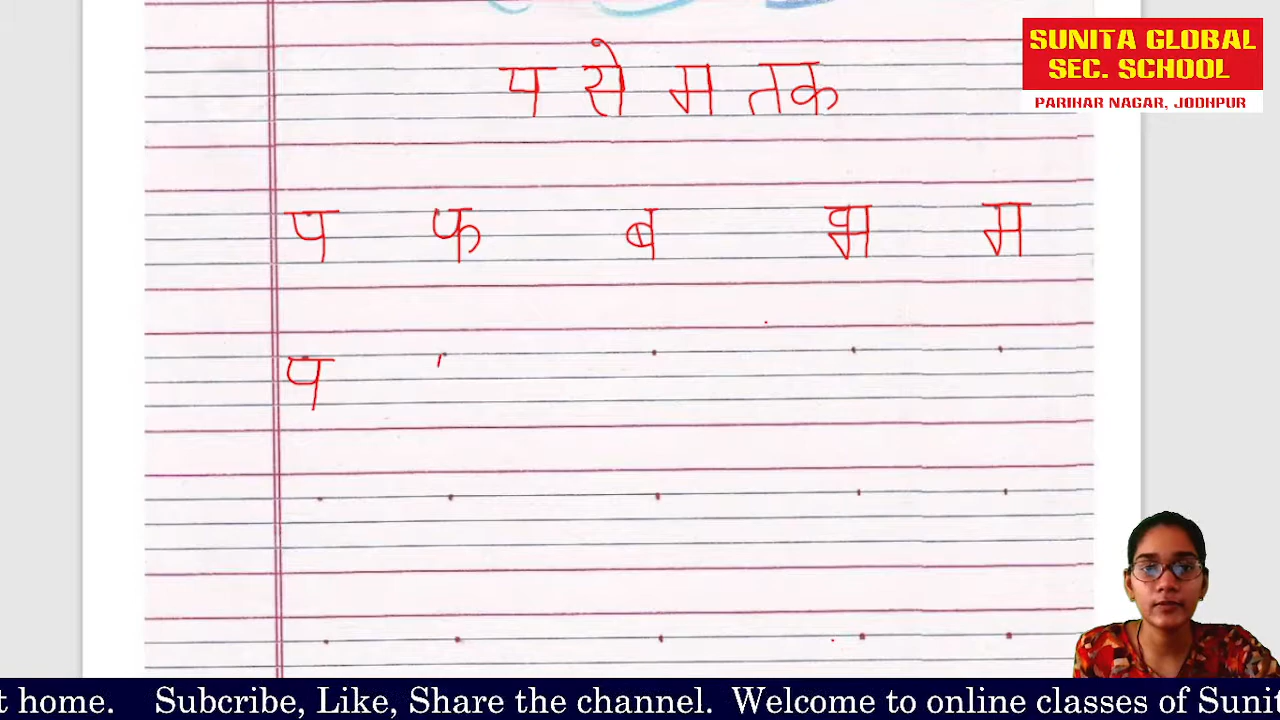 SUNITA GLOBAL
SEC. SCHOOL
PARIHAR NAGAR, JODHPUR
प से म तक
प फ ब भ म
प
t home. Subcribe, Like, Share the channel. Welcome to online classes of Sunit